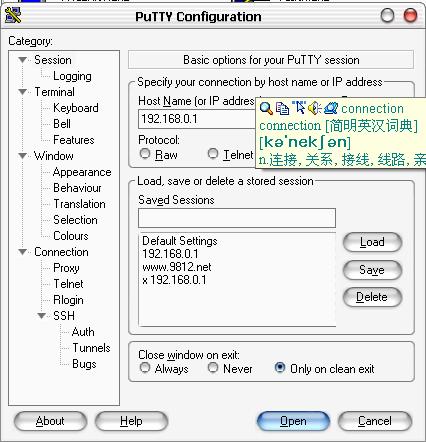 PuTTY Configuration
Category:
Session
Logging
Terminal
Keyboard
Bell
Features
Window
Appearance
Behaviour
Translation
Selection
Colours
Connection
Proxy
Telnet
Rlogin
SSH
Auth
Tunnels
Bugs
Basic options for your PuTTY session
Specify your connection by host name or IP address
Host Name (or IP addre
192.168.0.1
connection
connection [简明英汉词典]
[kəˈnekʃən]
n.连接, 关系, 接线, 线路, 亲
Protocol:
Raw
Telnet
Load, save or delete a stored session
Saved Sessions
Default Settings
192.168.0.1
www.9812.net
x 192.168.0.1
Load
Save
Delete
Close window on exit:
Always Never Only on clean exit
About Help Open Cancel